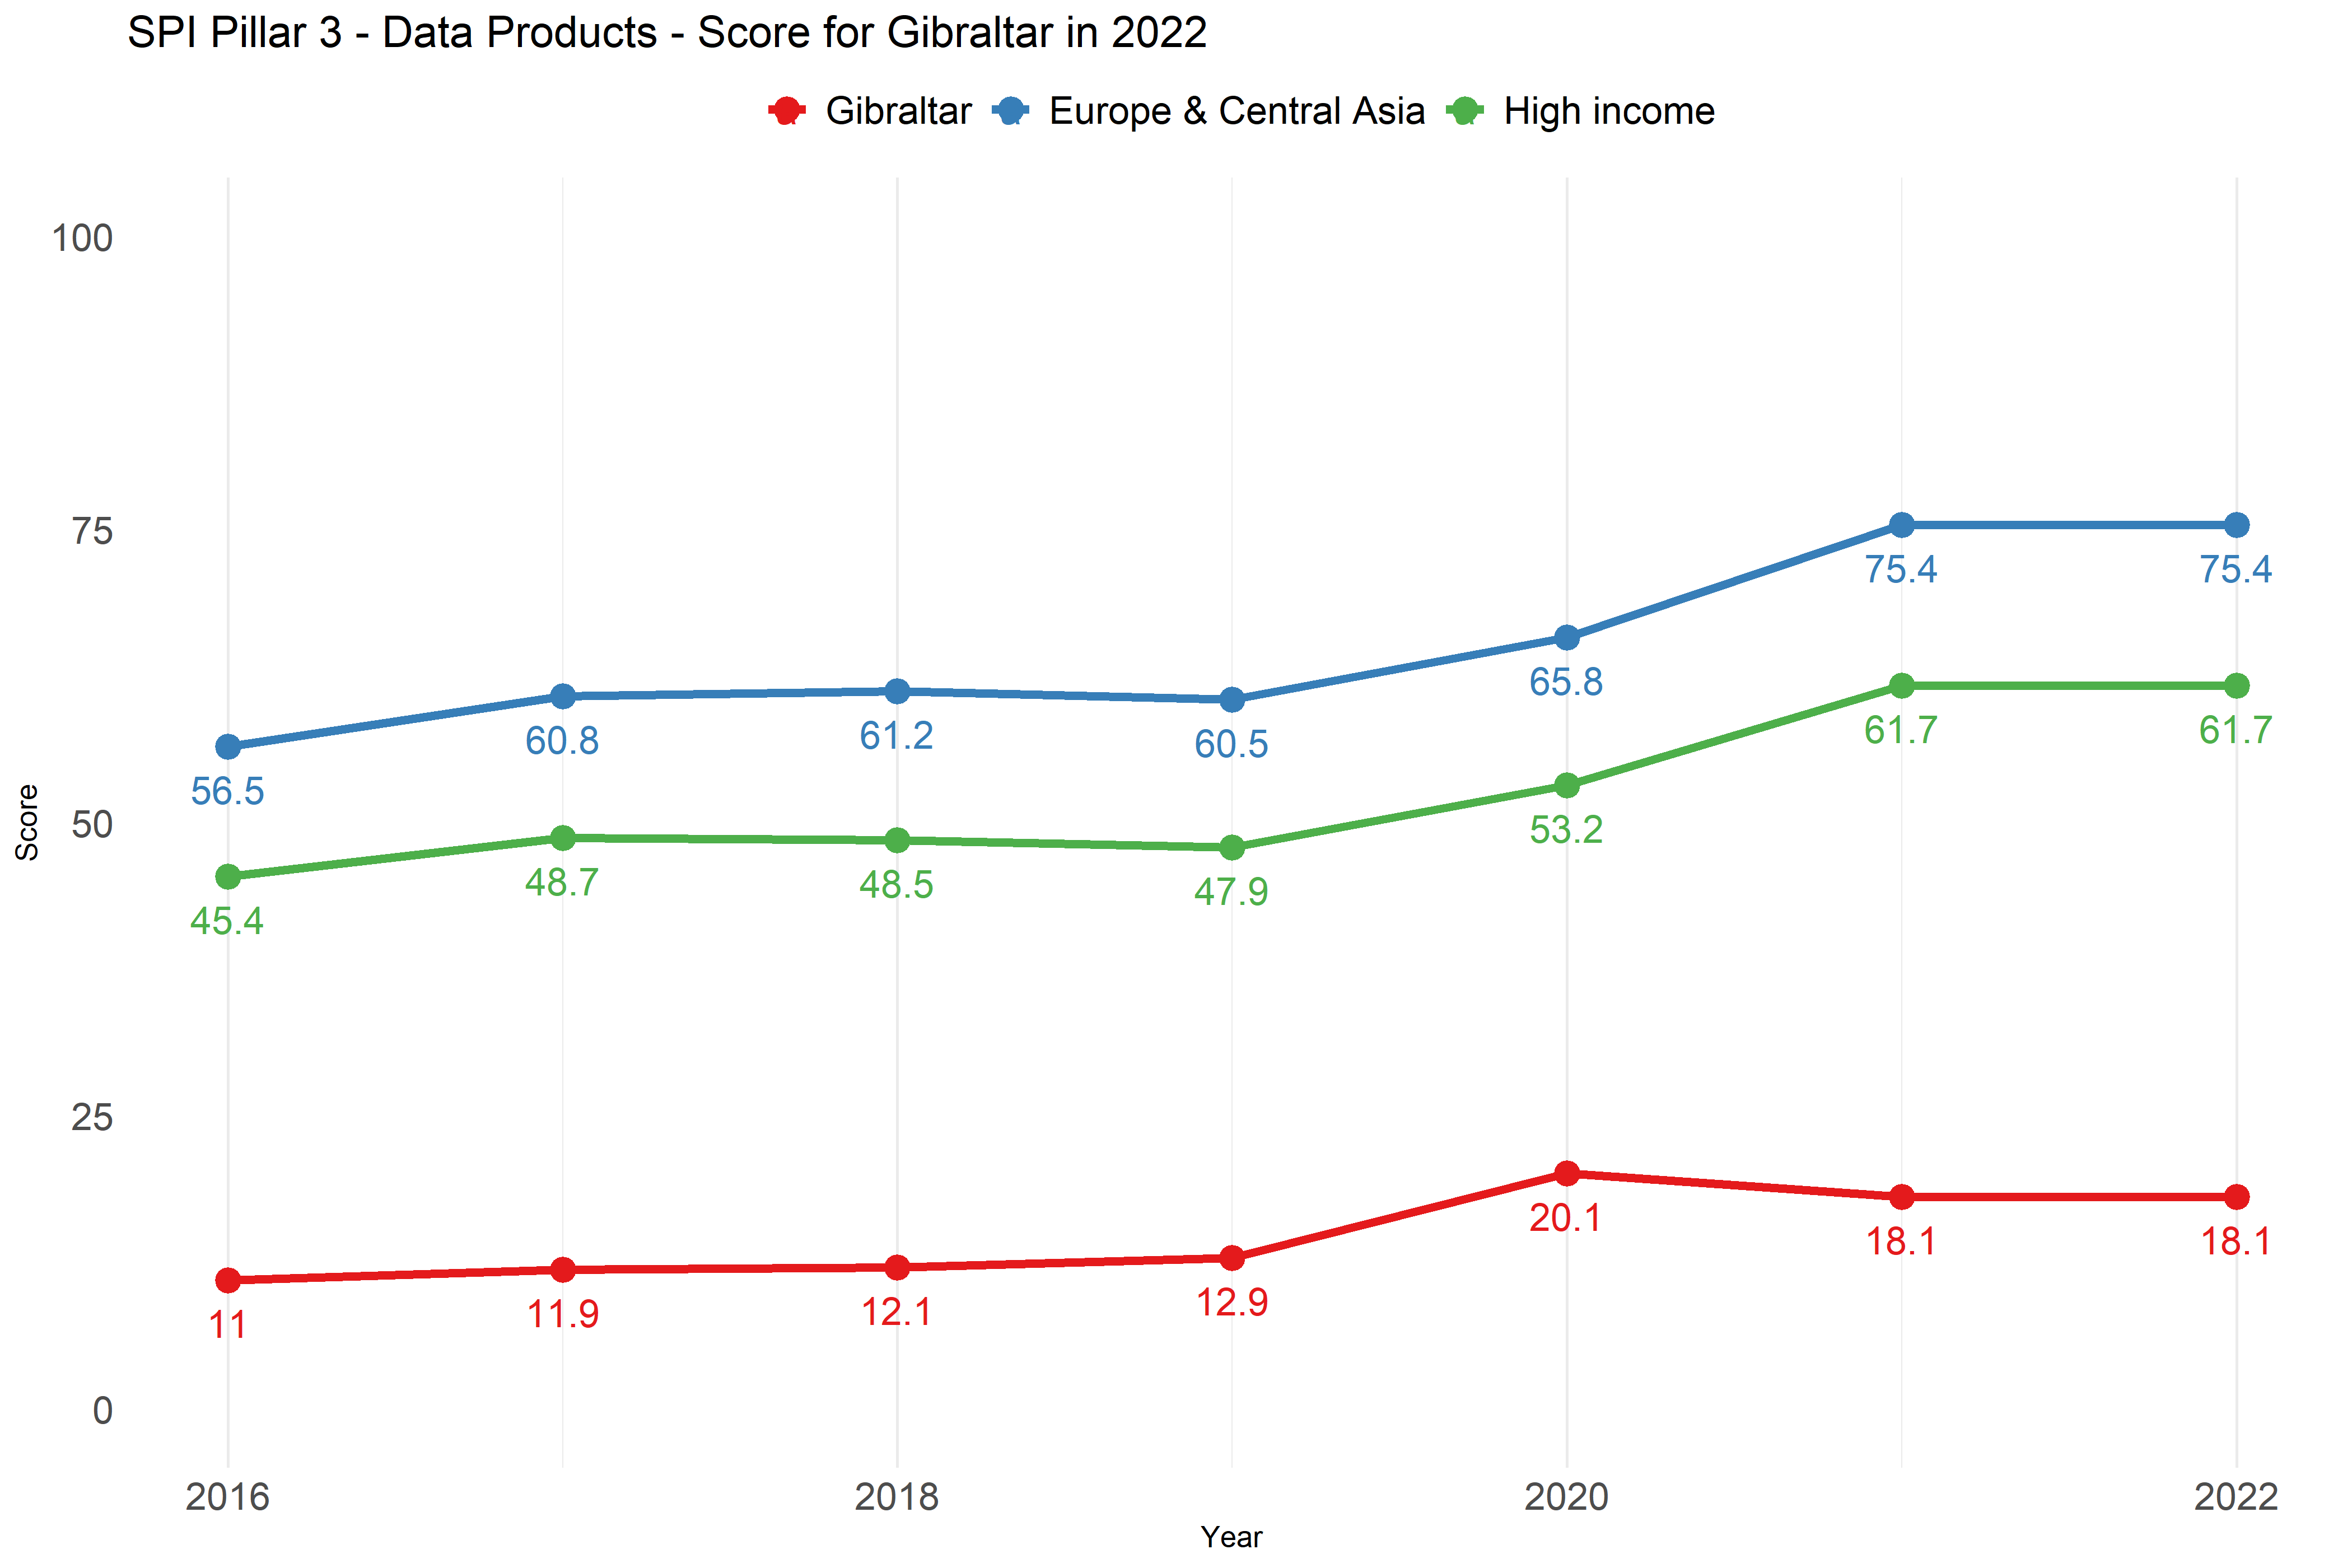 SPI Pillar 3 - Data Products - Score for Gibraltar in 2022
Gibraltar Europe & Central Asia High income
100
75
50
25
0
Score
56.5 60.8 61.2 60.5 65.8 75.4 75.4
45.4 48.7 48.5 47.9 53.2 61.7 61.7
11 11.9 12.1 12.9 20.1 18.1 18.1
2016 2018 2020 2022
Year